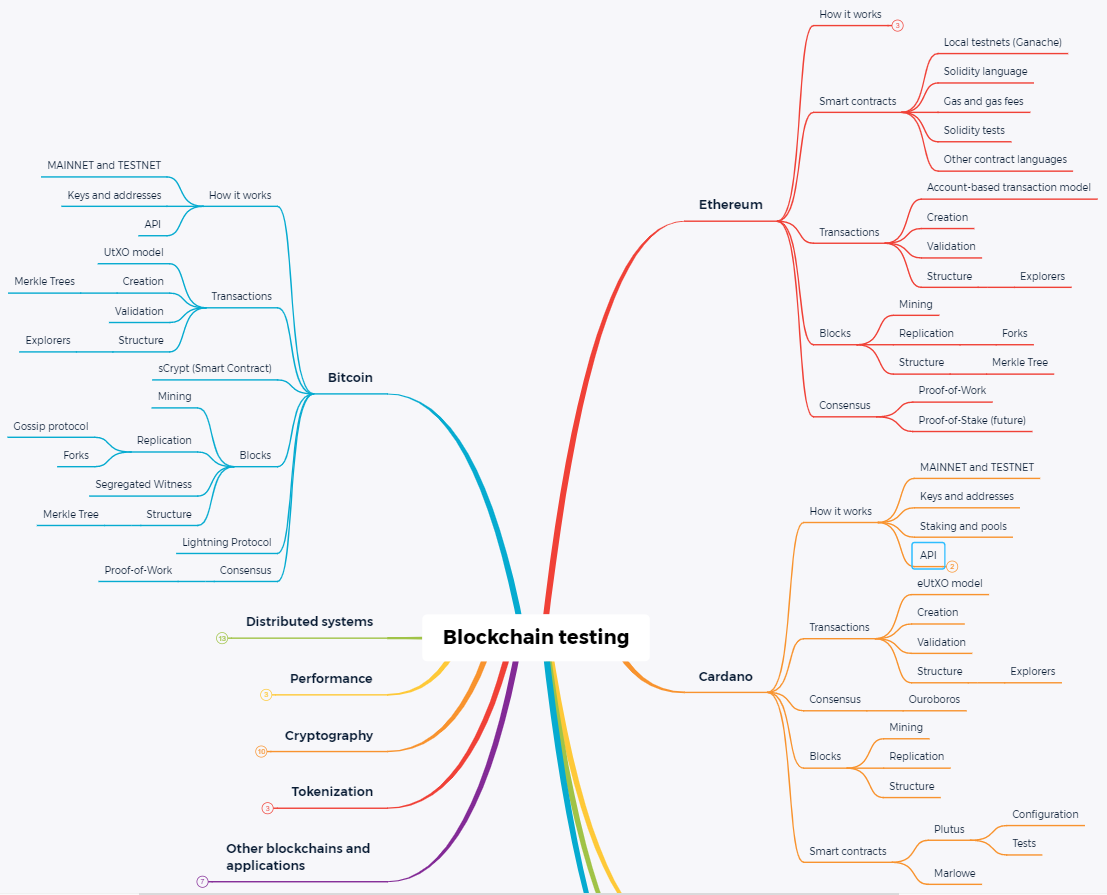 Blockchain testing
Ethereum
How it works
3
Smart contracts
Local testnets (Ganache)
Solidity language
Gas and gas fees
Solidity tests
Other contract languages
Transactions
Account-based transaction model
Creation
Validation
Structure
Explorers
Blocks
Mining
Replication
Forks
Structure
Merkle Tree
Consensus
Proof-of-Work
Proof-of-Stake (future)
Cardano
How it works
MAINNET and TESTNET
Keys and addresses
Staking and pools
API
2
Transactions
eUtXO model
Creation
Validation
Structure
Explorers
Consensus
Ouroboros
Blocks
Mining
Replication
Structure
Smart contracts
Plutus
Configuration
Tests
Marlowe
Bitcoin
How it works
MAINNET and TESTNET
Keys and addresses
API
Transactions
UtXO model
Creation
Merkle Trees
Validation
Structure
Explorers
sCrypt (Smart Contract)
Blocks
Mining
Replication
Gossip protocol
Forks
Segregated Witness
Structure
Merkle Tree
Lightning Protocol
Consensus
Proof-of-Work
Distributed systems
13
Performance
3
Cryptography
10
Tokenization
3
Other blockchains and
applications
7